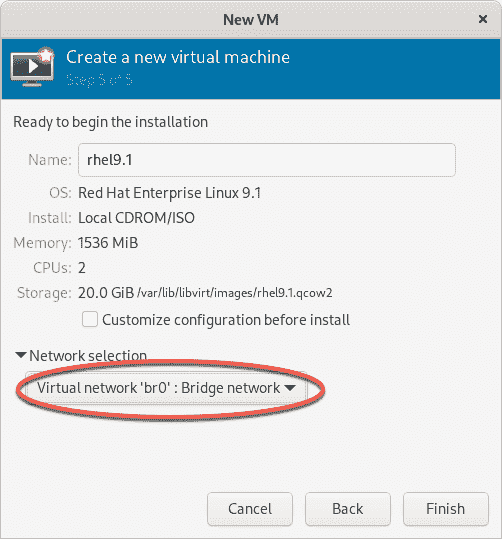 New VM
Create a new virtual machine
Step 5 of 5
Ready to begin the installation
Name: rhel9.1
OS: Red Hat Enterprise Linux 9.1
Install: Local CDROM/ISO
Memory: 1536 MiB
CPUs: 2
Storage: 20.0 GiB /var/lib/libvirt/images/rhel9.1.qcow2
Customize configuration before install
Network selection
Virtual network 'br0' : Bridge network
Cancel Back Finish